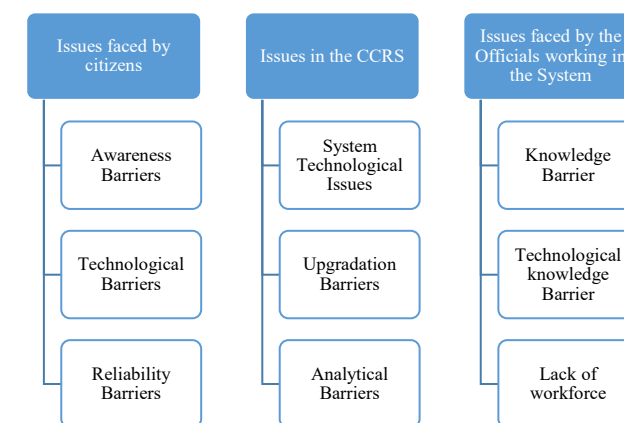 Issues faced by
citizens
Awareness
Barriers
Technological
Barriers
Reliability
Barriers
Issues in the CCRS
System
Technological
Issues
Upgradation
Barriers
Analytical
Barriers
Issues faced by the
Officials working in
the System
Knowledge
Barrier
Technological
knowledge
Barrier
Lack of
workforce